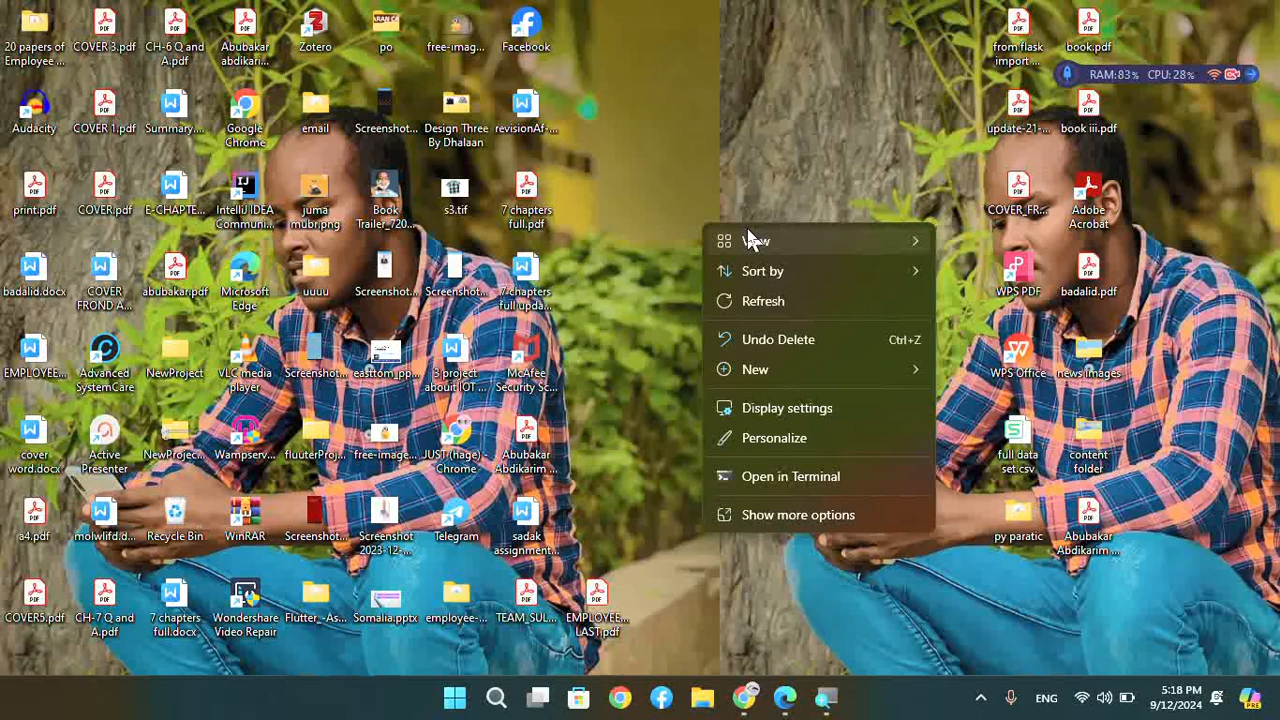 20 papers of
Employee ...
COVER 3.pdf
CH-6 Q and
A.pdf
Abubakar
abdikari...
Zotero
po
free-imag...
Facebook
from flask
import ...
book.pdf
RAM:83% CPU:28%
Audacity
COVER 1.pdf
Summary...
Google
Chrome
email
Screenshot...
Design Three
By Dhalaan
revisionAf-...
update-21-...
book iii.pdf
print.pdf
COVER.pdf
E-CHAPTE...
IntelliJ IDEA
Communi...
juma
mubr.png
Book
Trailer_720...
s3.tif
7 chapters
full.pdf
COVER_FR...
Adobe
Acrobat
View
Sort by
Refresh
Undo Delete Ctrl+Z
New
Display settings
Personalize
Open in Terminal
Show more options
badalid.docx
COVER
FROND A...
abubakar.pdf
Microsoft
Edge
uuuu
Screenshot...
Screenshot...
7 chapters
full upda...
WPS PDF
badalid.pdf
EMPLOYEE...
Advanced
SystemCare
NewProject
VLC media
player
Screenshot...
easttom_pp...
3 project
abouit IOT ...
McAfee
Security Sc...
WPS Office
news images
cover
word.docx
Active
Presenter
NewProjec...
Wampserv...
fluuterProj...
free-image...
JUST (hage) -
Chrome
Abubakar
Abdikarim ...
full data
set.csv
content
folder
a4.pdf
molwlifd.d...
Recycle Bin
WinRAR
Screenshot...
Screenshot
2023-12-...
Telegram
sadak
assignment...
py paratic
Abubakar
Abdikarim ...
COVER5.pdf
CH-7 Q and
A.pdf
7 chapters
full.docx
Wondershare
Video Repair
Flutter_-As...
Somalia.pptx
employee-...
TEAM_SUL...
EMPLOYEE...
LAST.pdf
ENG
5:18 PM
9/12/2024
PRE